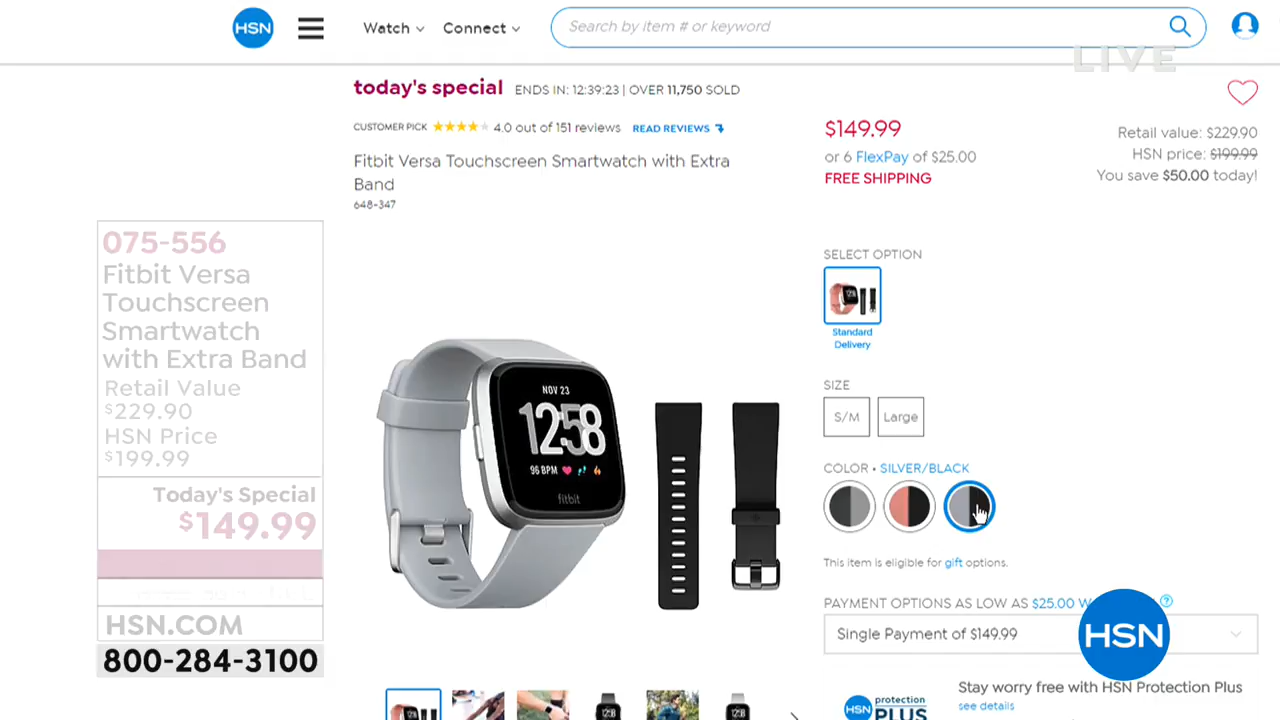 HSN
Watch
Connect
Search by item # or keyword
LIVE
today's special ENDS IN: 12:39:23 | OVER 11,750 SOLD
CUSTOMER PICK 4.0 out of 151 reviews READ REVIEWS
Fitbit Versa Touchscreen Smartwatch with Extra
Band
648-347
$149.99
or 6 FlexPay of $25.00
FREE SHIPPING
Retail value: $229.90
HSN price: $199.99
You save $50.00 today!
075-556
Fitbit Versa
Touchscreen
Smartwatch
with Extra Band
Retail Value
$229.90
HSN Price
$199.99
Today's Special
$149.99
HSN.COM
800-284-3100
NOV 23
12:58
96 BPM
fitbit
SELECT OPTION
Standard
Delivery
SIZE
S/M
Large
COLOR • SILVER/BLACK
This item is eligible for gift options.
PAYMENT OPTIONS AS LOW AS $25.00
Single Payment of $149.99
HSN
HSN protection
PLUS
Stay worry free with HSN Protection Plus
see details